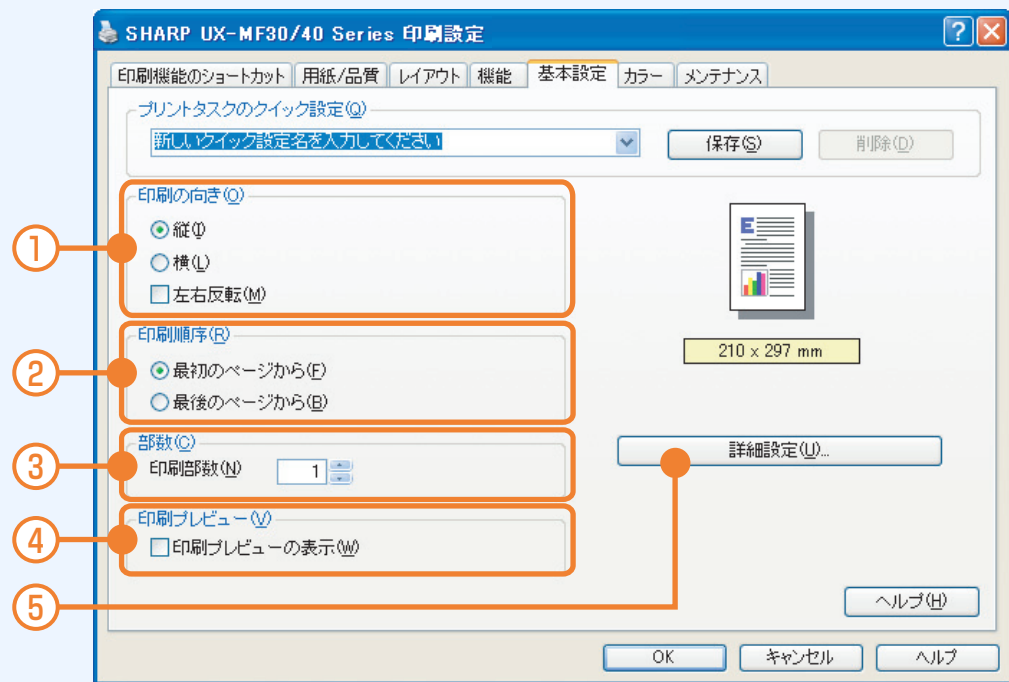 SHARP UX-MF30/40 Series 印刷設定
印刷機能のショートカット 用紙/品質 レイアウト 機能 基本設定 カラー メンテナンス
プリントタスクのクイック設定(Q)
新しいクイック設定名を入力してください 保存(S) 削除(D)
① 印刷の向き(O)
縦(I)
横(L)
左右反転(M)
E
210 x 297 mm
② 印刷順序(R)
最初のページから(F)
最後のページから(B)
③ 部数(C)
印刷部数(N) 1
詳細設定(U)...
④ 印刷プレビュー(V)
印刷プレビューの表示(W)
⑤
ヘルプ(H)
OK キャンセル ヘルプ